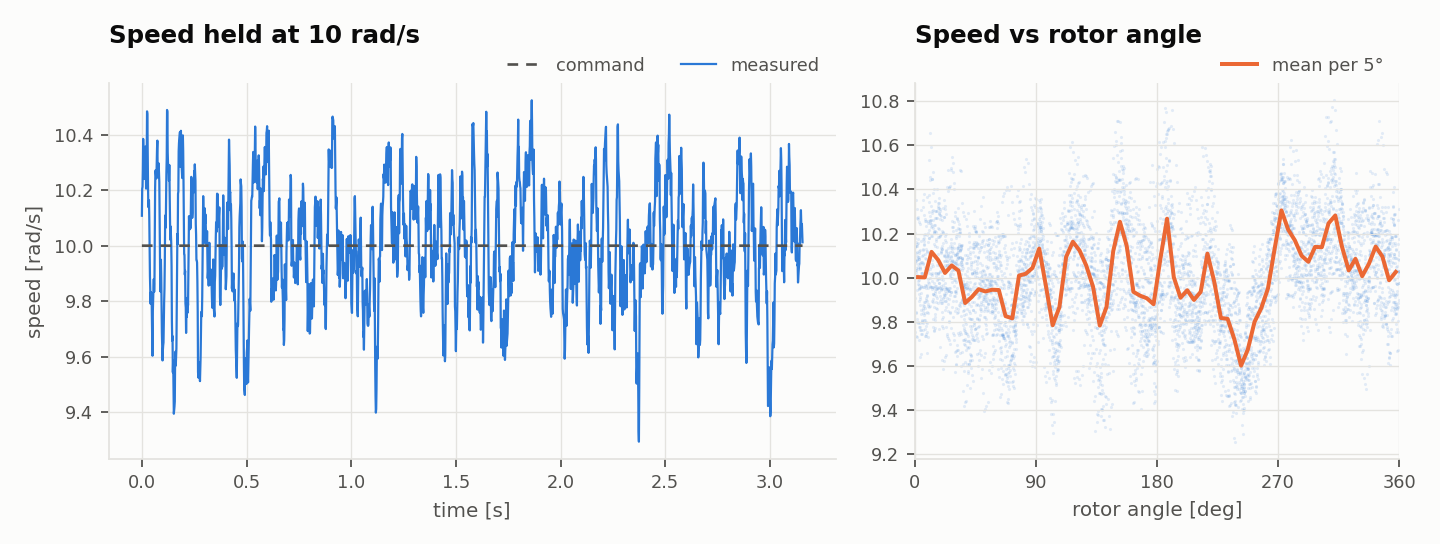 Speed held at 10 rad/s
command
measured
10.4
10.2
10.0
9.8
9.6
9.4
speed [rad/s]
0.0 0.5 1.0 1.5 2.0 2.5 3.0
time [s]
Speed vs rotor angle
mean per 5°
10.8
10.6
10.4
10.2
10.0
9.8
9.6
9.4
9.2
0 90 180 270 360
rotor angle [deg]